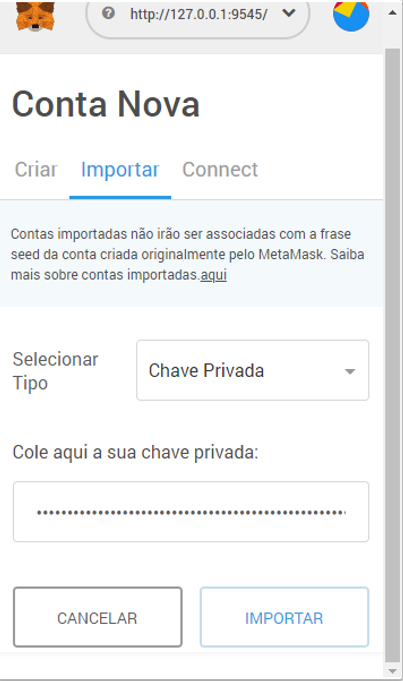 http://127.0.0.1:9545/
Conta Nova
Criar Importar Connect
Contas importadas não irão ser associadas com a frase
seed da conta criada originalmente pelo MetaMask. Saiba
mais sobre contas importadas.aqui
Selecionar
Tipo
Chave Privada
Cole aqui a sua chave privada:
CANCELAR IMPORTAR